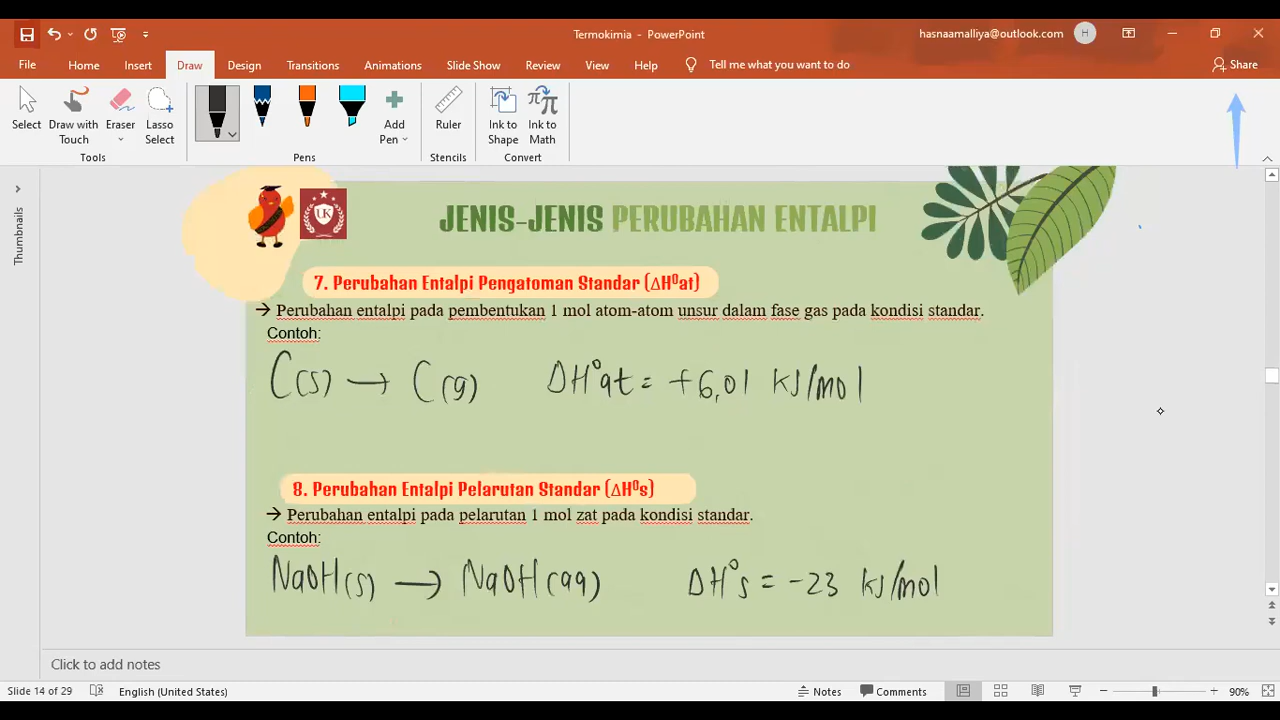 Termokimia - PowerPoint
hasnaamalliya@outlook.com
H
File
Home
Insert
Draw
Design
Transitions
Animations
Slide Show
Review
View
Help
Tell me what you want to do
Share
Select
Draw with Touch
Eraser
Lasso Select
Add Pen
Ruler
Ink to Shape
Ink to Math
Tools
Pens
Stencils
Convert
Thumbnails
UK
JENIS-JENIS PERUBAHAN ENTALPI
7. Perubahan Entalpi Pengatoman Standar (ΔH⁰at)
→ Perubahan entalpi pada pembentukan 1 mol atom-atom unsur dalam fase gas pada kondisi standar.
Contoh:
C(s) → C(g) ΔH°at = +6,01 kJ/mol
8. Perubahan Entalpi Pelarutan Standar (ΔH⁰s)
→ Perubahan entalpi pada pelarutan 1 mol zat pada kondisi standar.
Contoh:
NaOH(s) → NaOH(aq) ΔH°s = -23 kJ/mol
Click to add notes
Slide 14 of 29
English (United States)
Notes
Comments
90%